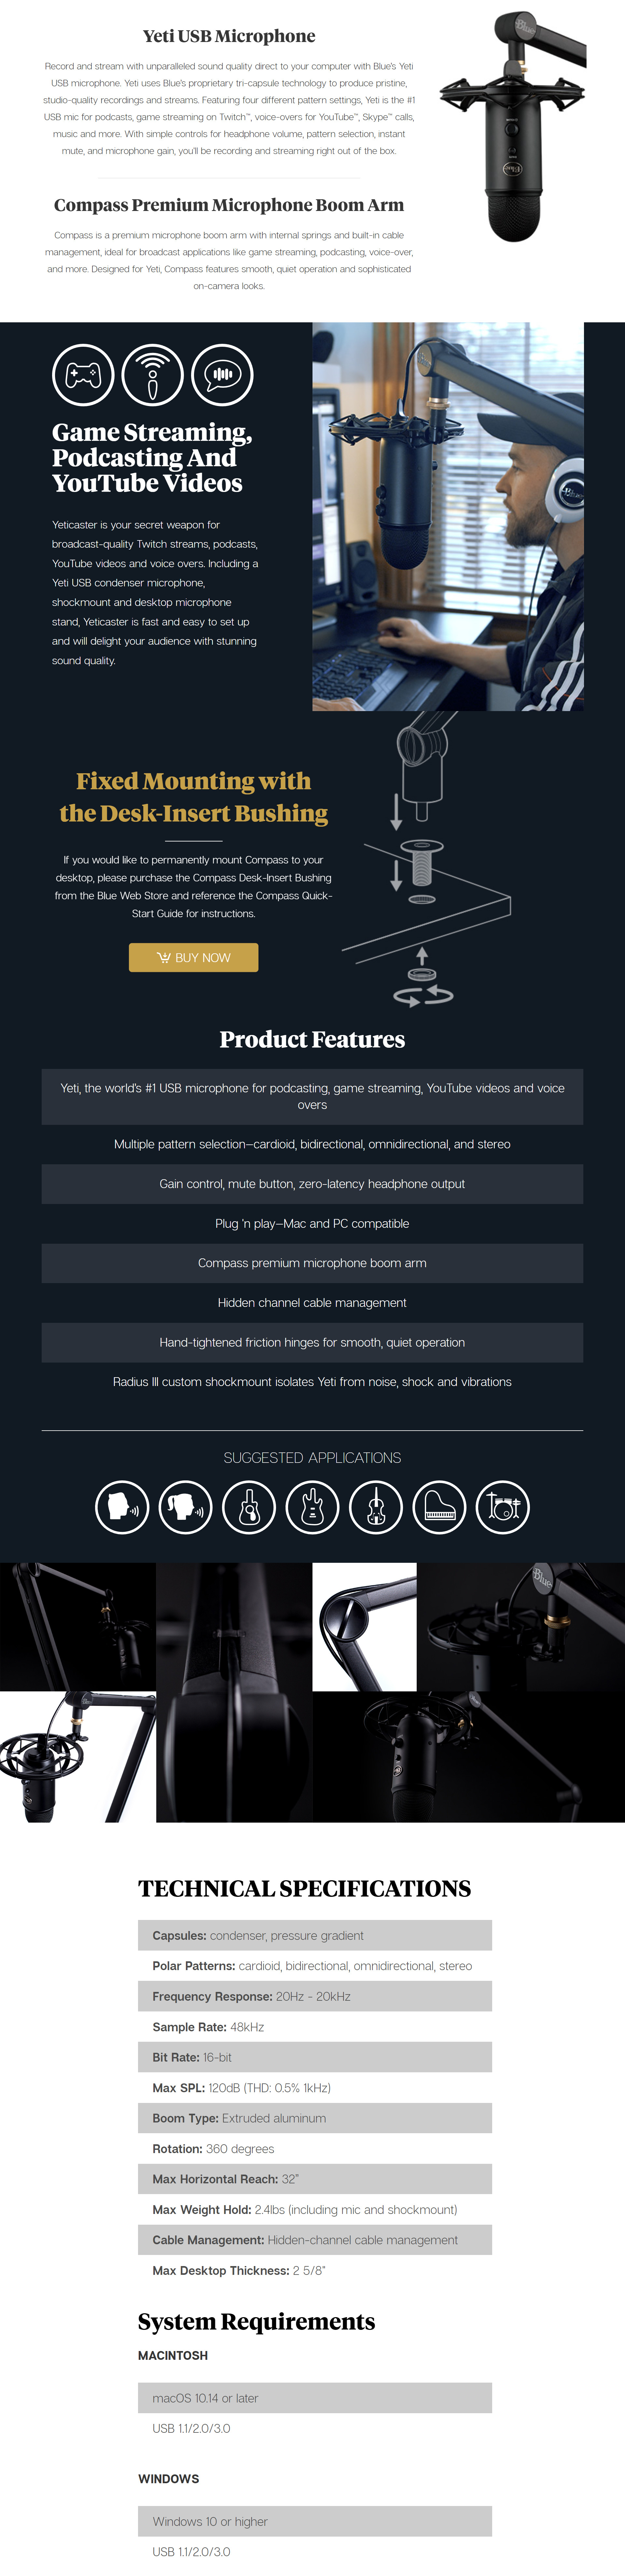 Yeti USB Microphone
Record and stream with unparalleled sound quality direct to your computer with Blue's Yeti
USB microphone. Yeti uses Blue's proprietary tri-capsule technology to produce pristine,
studio-quality recordings and streams. Featuring four different pattern settings, Yeti is the #1
USB mic for podcasts, game streaming on Twitch™, voice-overs for YouTube™, Skype™ calls,
music and more. With simple controls for headphone volume, pattern selection, instant
mute, and microphone gain, you'll be recording and streaming right out of the box.
Compass Premium Microphone Boom Arm
Compass is a premium microphone boom arm with internal springs and built-in cable
management, ideal for broadcast applications like game streaming, podcasting, voice-over,
and more. Designed for Yeti, Compass features smooth, quiet operation and sophisticated
on-camera looks.
Blue
Blue
Game Streaming,
Podcasting And
YouTube Videos
Yeticaster is your secret weapon for
broadcast-quality Twitch streams, podcasts,
YouTube videos and voice overs. Including a
Yeti USB condenser microphone,
shockmount and desktop microphone
stand, Yeticaster is fast and easy to set up
and will delight your audience with stunning
sound quality.
Fixed Mounting with
the Desk-Insert Bushing
If you would like to permanently mount Compass to your
desktop, please purchase the Compass Desk-Insert Bushing
from the Blue Web Store and reference the Compass Quick-
Start Guide for instructions.
BUY NOW
Product Features
Yeti, the world's #1 USB microphone for podcasting, game streaming, YouTube videos and voice
overs
Multiple pattern selection—cardioid, bidirectional, omnidirectional, and stereo
Gain control, mute button, zero-latency headphone output
Plug 'n play—Mac and PC compatible
Compass premium microphone boom arm
Hidden channel cable management
Hand-tightened friction hinges for smooth, quiet operation
Radius III custom shockmount isolates Yeti from noise, shock and vibrations
SUGGESTED APPLICATIONS
Blue
TECHNICAL SPECIFICATIONS
Capsules: condenser, pressure gradient
Polar Patterns: cardioid, bidirectional, omnidirectional, stereo
Frequency Response: 20Hz - 20kHz
Sample Rate: 48kHz
Bit Rate: 16-bit
Max SPL: 120dB (THD: 0.5% 1kHz)
Boom Type: Extruded aluminum
Rotation: 360 degrees
Max Horizontal Reach: 32”
Max Weight Hold: 2.4lbs (including mic and shockmount)
Cable Management: Hidden-channel cable management
Max Desktop Thickness: 2 5/8"
System Requirements
MACINTOSH
macOS 10.14 or later
USB 1.1/2.0/3.0
WINDOWS
Windows 10 or higher
USB 1.1/2.0/3.0